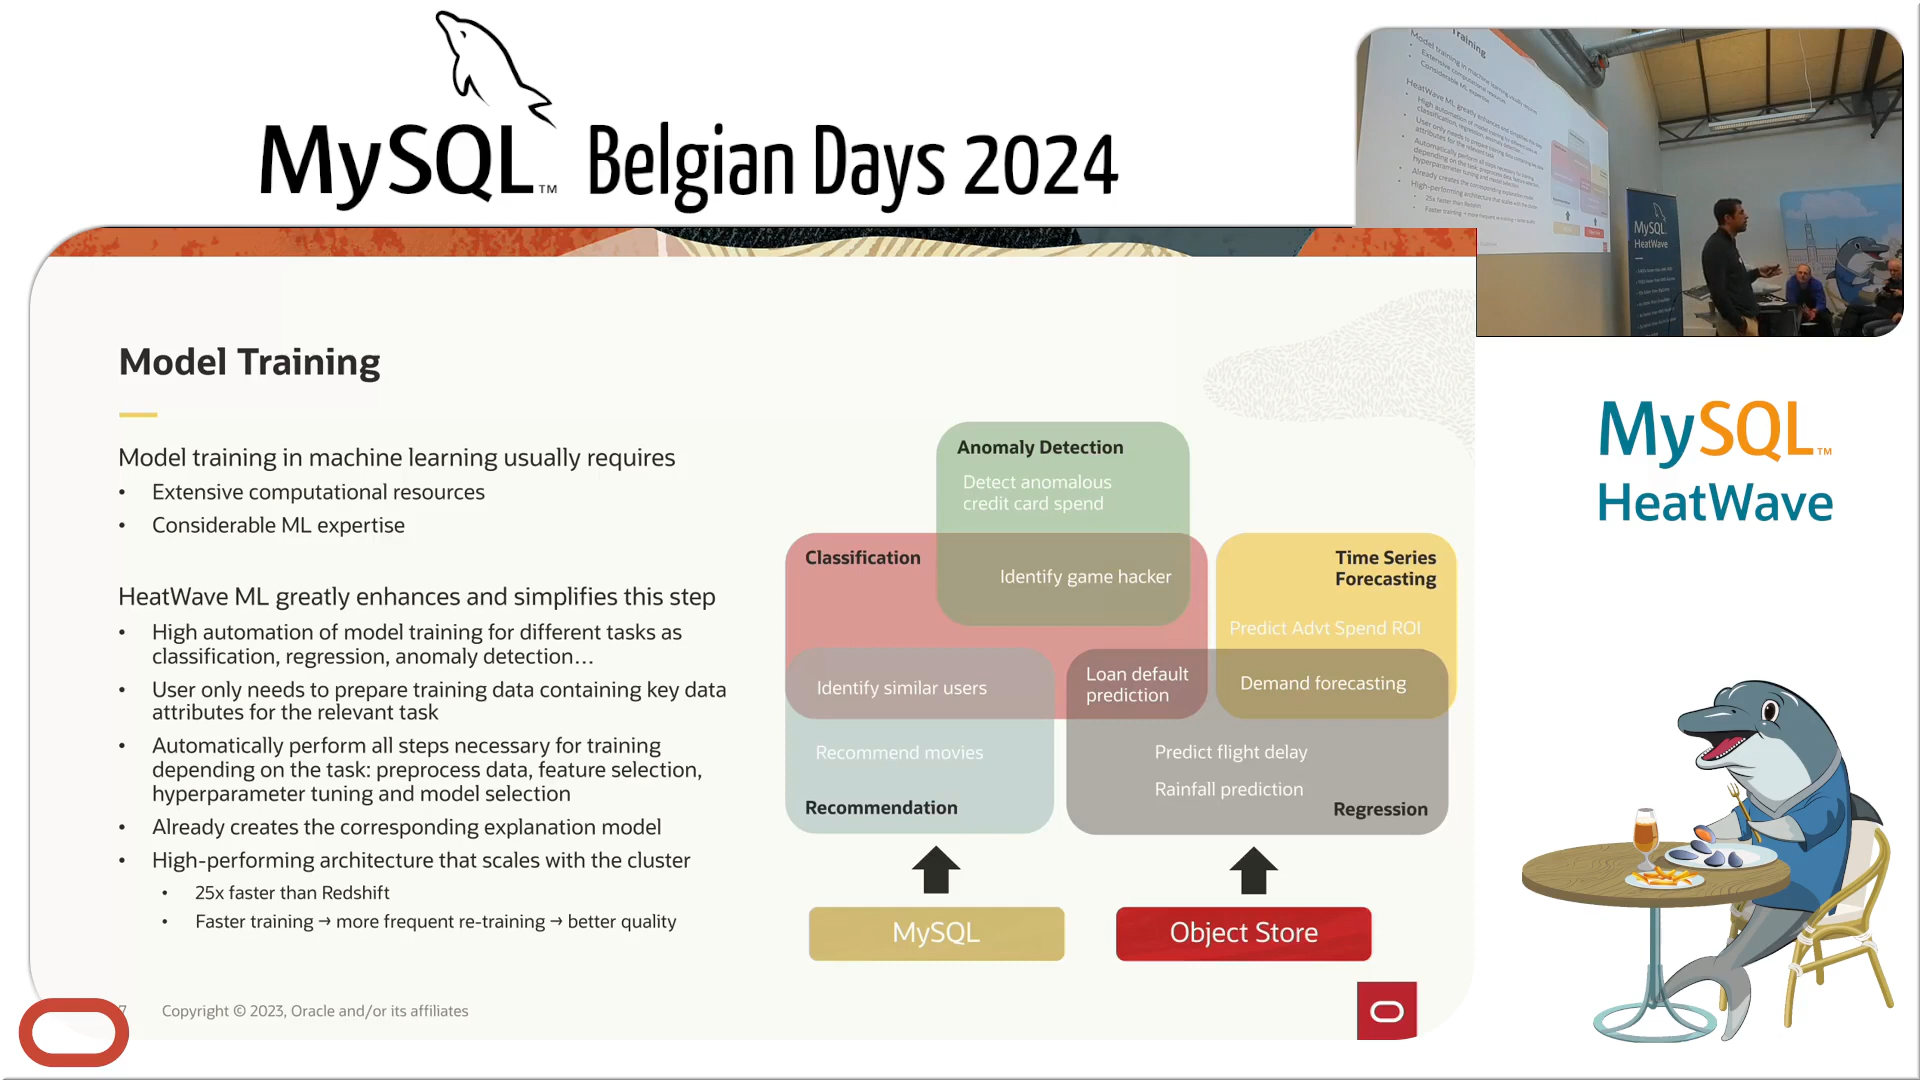 MySQL™ Belgian Days 2024
Model Training
Model training in machine learning usually requires
• Extensive computational resources
• Considerable ML expertise
HeatWave ML greatly enhances and simplifies this step
• High automation of model training for different tasks as
classification, regression, anomaly detection…
• User only needs to prepare training data containing key data
attributes for the relevant task
• Automatically perform all steps necessary for training
depending on the task: preprocess data, feature selection,
hyperparameter tuning and model selection
• Already creates the corresponding explanation model
• High-performing architecture that scales with the cluster
• 25x faster than Redshift
• Faster training → more frequent re-training → better quality
Anomaly Detection
Detect anomalous
credit card spend
Classification
Identify game hacker
Time Series
Forecasting
Predict Advt Spend ROI
Identify similar users
Loan default
prediction
Demand forecasting
Recommend movies
Predict flight delay
Rainfall prediction
Recommendation
Regression
MySQL
Object Store
7 Copyright © 2023, Oracle and/or its affiliates
MySQL
HeatWave
MySQL™
HeatWave